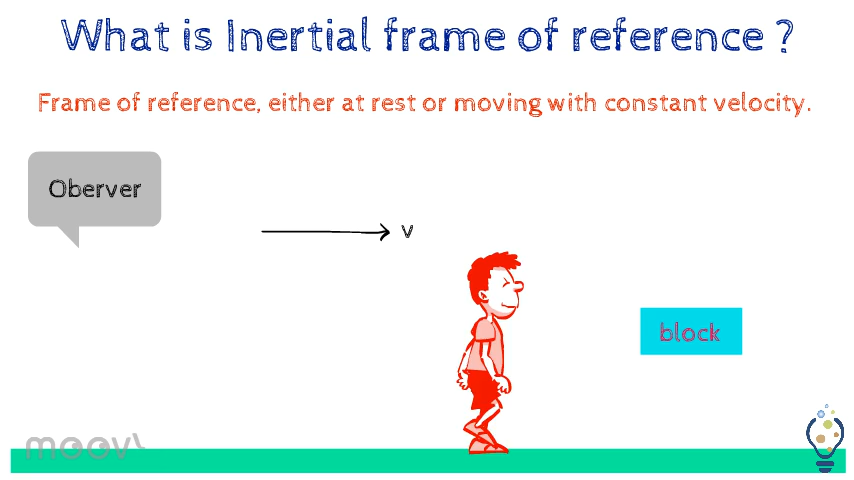 What is Inertial frame of reference ?
Frame of reference, either at rest or moving with constant velocity.
Oberver
v
block
moovly